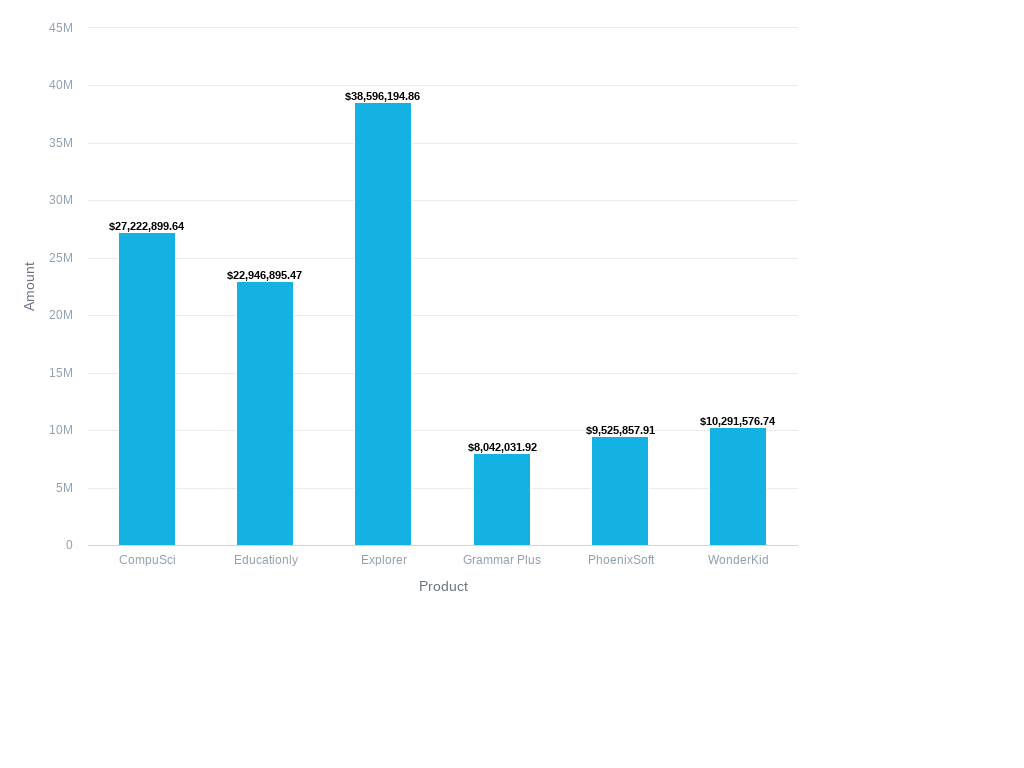 45M
40M
$38,596,194.86
35M
30M
$27,222,899.64
25M
$22,946,895.47
Amount
20M
15M
$10,291,576.74
10M
$9,525,857.91
$8,042,031.92
5M
0
CompuSci Educationly Explorer Grammar Plus PhoenixSoft WonderKid
Product